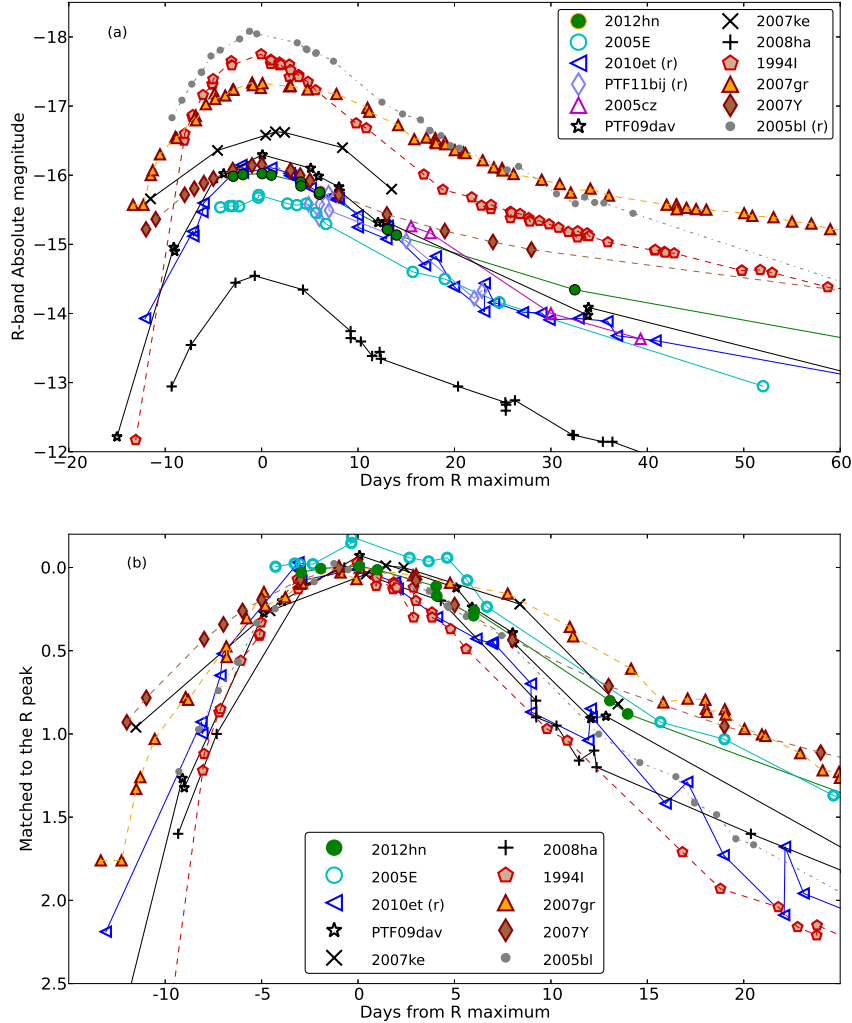 (a)
2012hn
2005E
2010et (r)
PTF11bij (r)
2005cz
PTF09dav
2007ke
2008ha
1994I
2007gr
2007Y
2005bl (r)
−18
−17
−16
−15
−14
−13
−12
R-band Absolute magnitude
−20 −10 0 10 20 30 40 50 60
Days from R maximum
(b)
0.0
0.5
1.0
1.5
2.0
2.5
Matched to the R peak
2012hn
2005E
2010et (r)
PTF09dav
2007ke
2008ha
1994I
2007gr
2007Y
2005bl
-10 -5 0 5 10 15 20
Days from R maximum